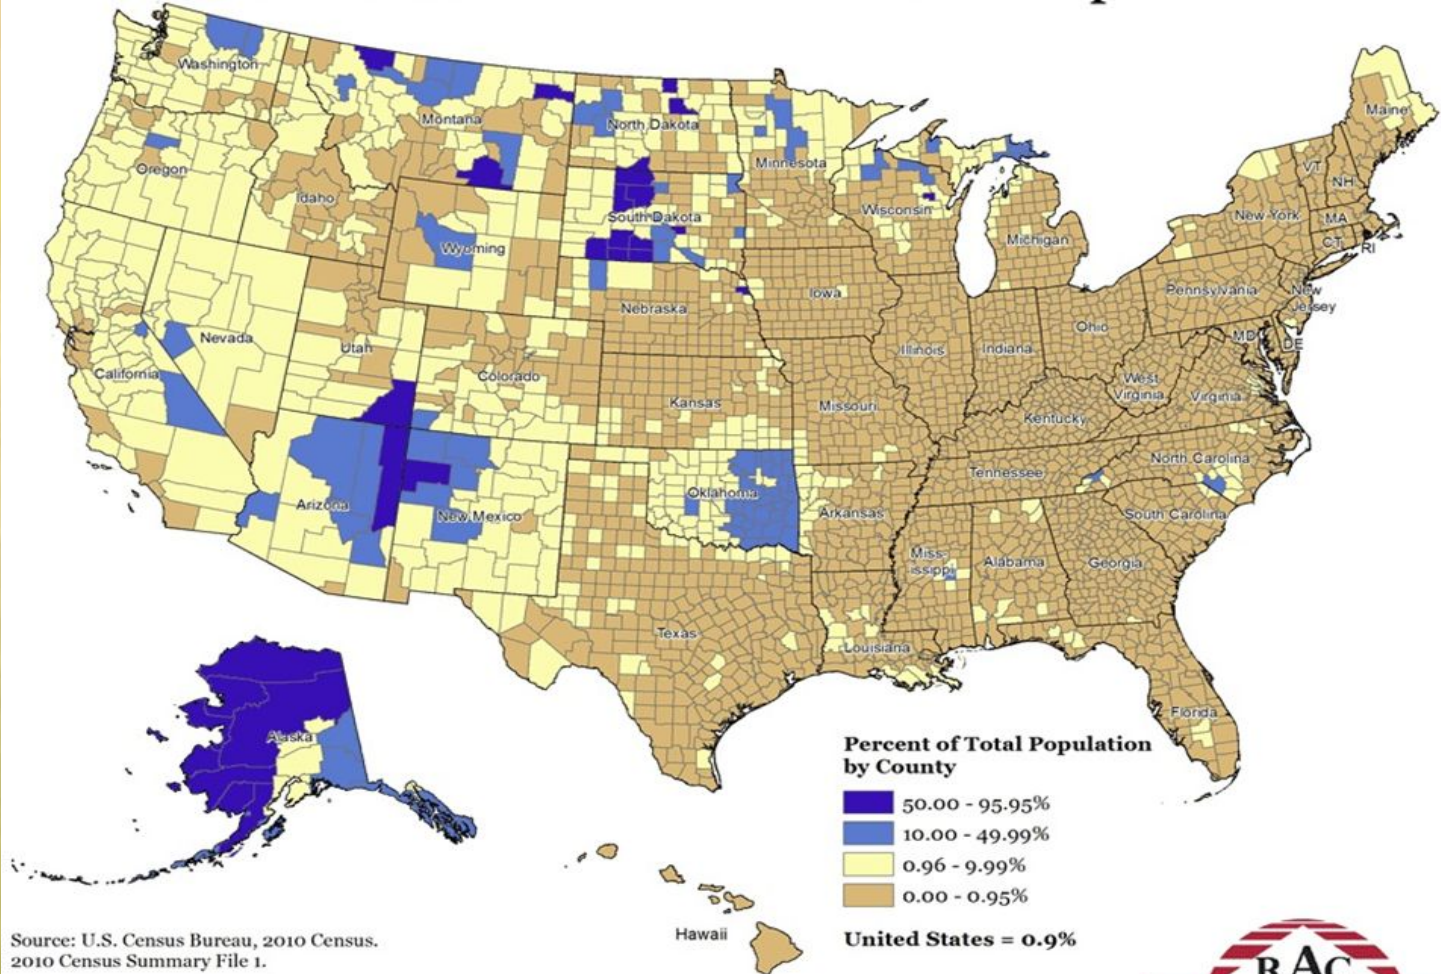 Washington
Montana
North Dakota
Minnesota
Maine
Oregon
Idaho
VT
NH
South Dakota
Wisconsin
New York
MA
Wyoming
Michigan
CT
RI
Iowa
Pennsylvania
New
Jersey
Nebraska
Ohio
Nevada
Utah
Illinois
Indiana
MD
DE
California
Colorado
West
Virginia
Virginia
Kansas
Missouri
Kentucky
North Carolina
Tennessee
Oklahoma
Arizona
New Mexico
Arkansas
South Carolina
Miss-
issippi
Alabama
Georgia
Texas
Louisiana
Florida
Alaska
Hawaii
Percent of Total Population
by County
50.00 - 95.95%
10.00 - 49.99%
0.96 - 9.99%
0.00 - 0.95%
United States = 0.9%
Source: U.S. Census Bureau, 2010 Census.
2010 Census Summary File 1.
RAC